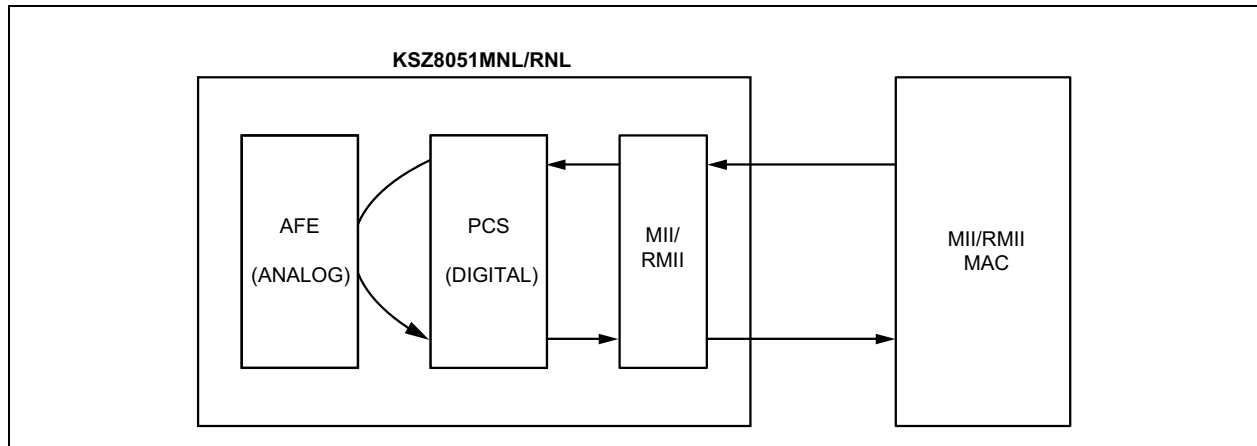 KSZ8051MNL/RNL
AFE
(ANALOG)
PCS
(DIGITAL)
MII/
RMII
MII/RMII
MAC